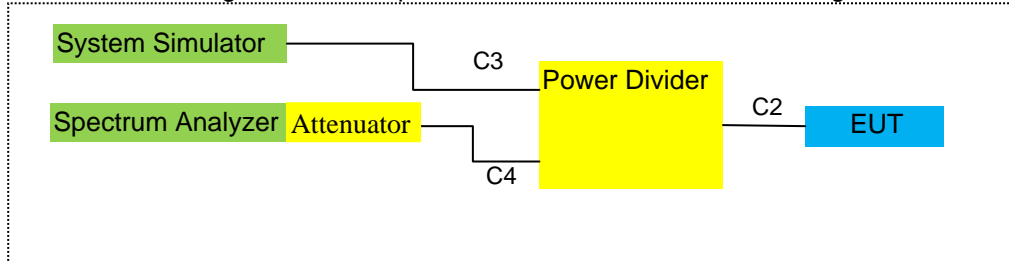 System Simulator
C3
Power Divider
C2
Spectrum Analyzer Attenuator
EUT
C4